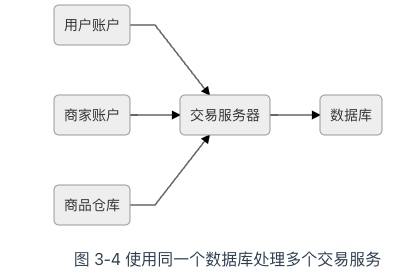 用户账户
商家账户
交易服务器
数据库
商品仓库
图 3-4 使用同一个数据库处理多个交易服务